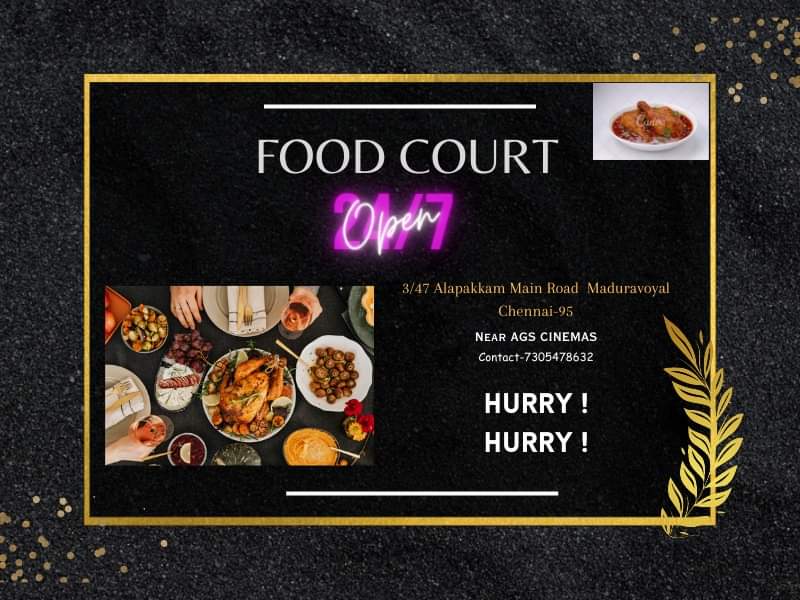 FOOD COURT
24/7
Open
3/47 Alapakkam Main Road Maduravoyal
Chennai-95
Near AGS CINEMAS
Contact-7305478632
HURRY !
HURRY !
Canva